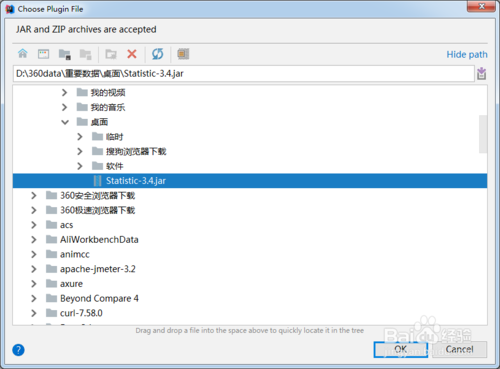 Choose Plugin File
JAR and ZIP archives are accepted
Hide path
D:\360data\重要数据\桌面\Statistic-3.4.jar
我的视频
我的音乐
桌面
临时
搜狗浏览器下载
软件
Statistic-3.4.jar
360安全浏览器下载
360极速浏览器下载
acs
AliWorkbenchData
animcc
apache-jmeter-3.2
axure
Beyond Compare 4
curl-7.58.0
Drag and drop a file into the space above to quickly locate it in the tree
?
OK
Cancel
Baidu经验